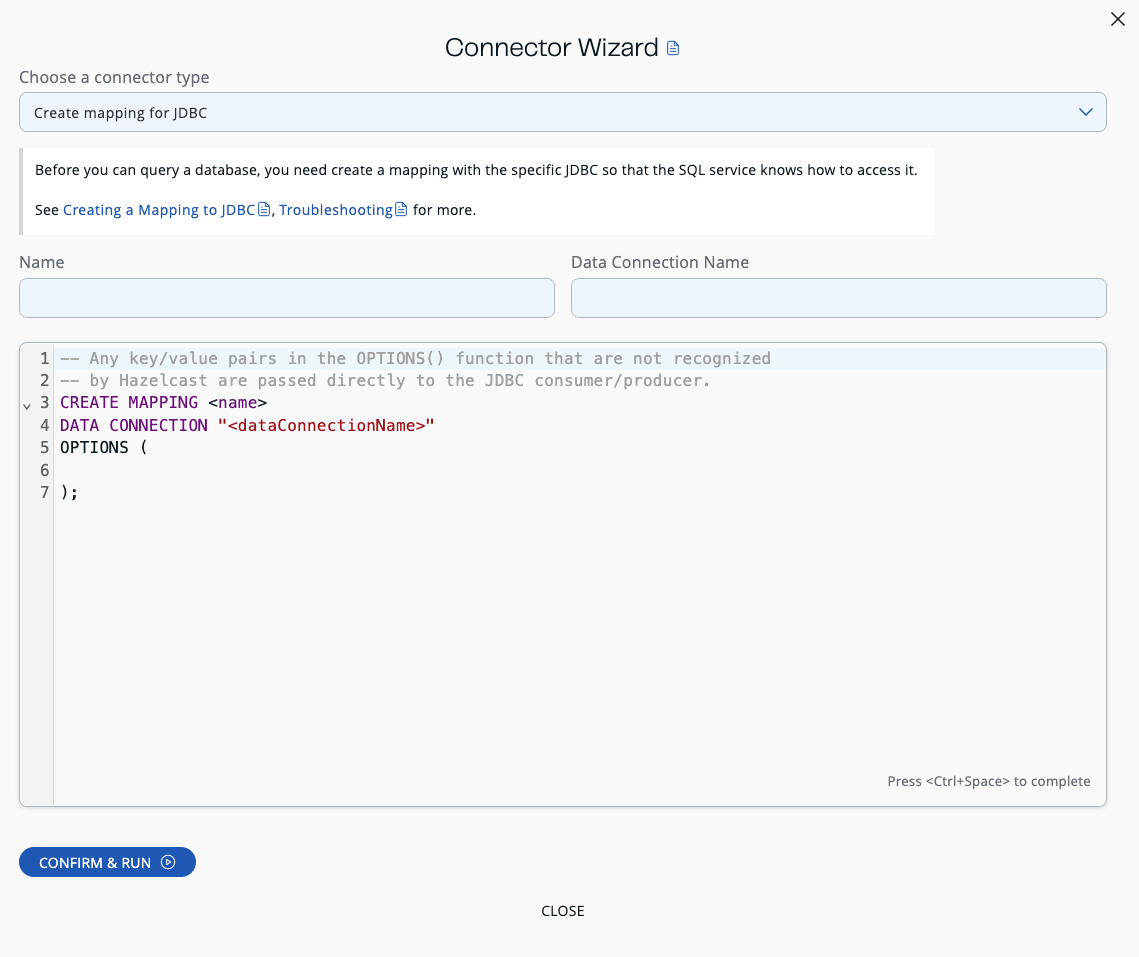 Connector Wizard
Choose a connector type
Create mapping for JDBC
Before you can query a database, you need create a mapping with the specific JDBC so that the SQL service knows how to access it.
See Creating a Mapping to JDBC, Troubleshooting for more.
Name
Data Connection Name
1 -- Any key/value pairs in the OPTIONS() function that are not recognized
2 -- by Hazelcast are passed directly to the JDBC consumer/producer.
3 CREATE MAPPING <name>
4 DATA CONNECTION "<dataConnectionName>"
5 OPTIONS (
6
7 );
Press <Ctrl+Space> to complete
CONFIRM & RUN
CLOSE